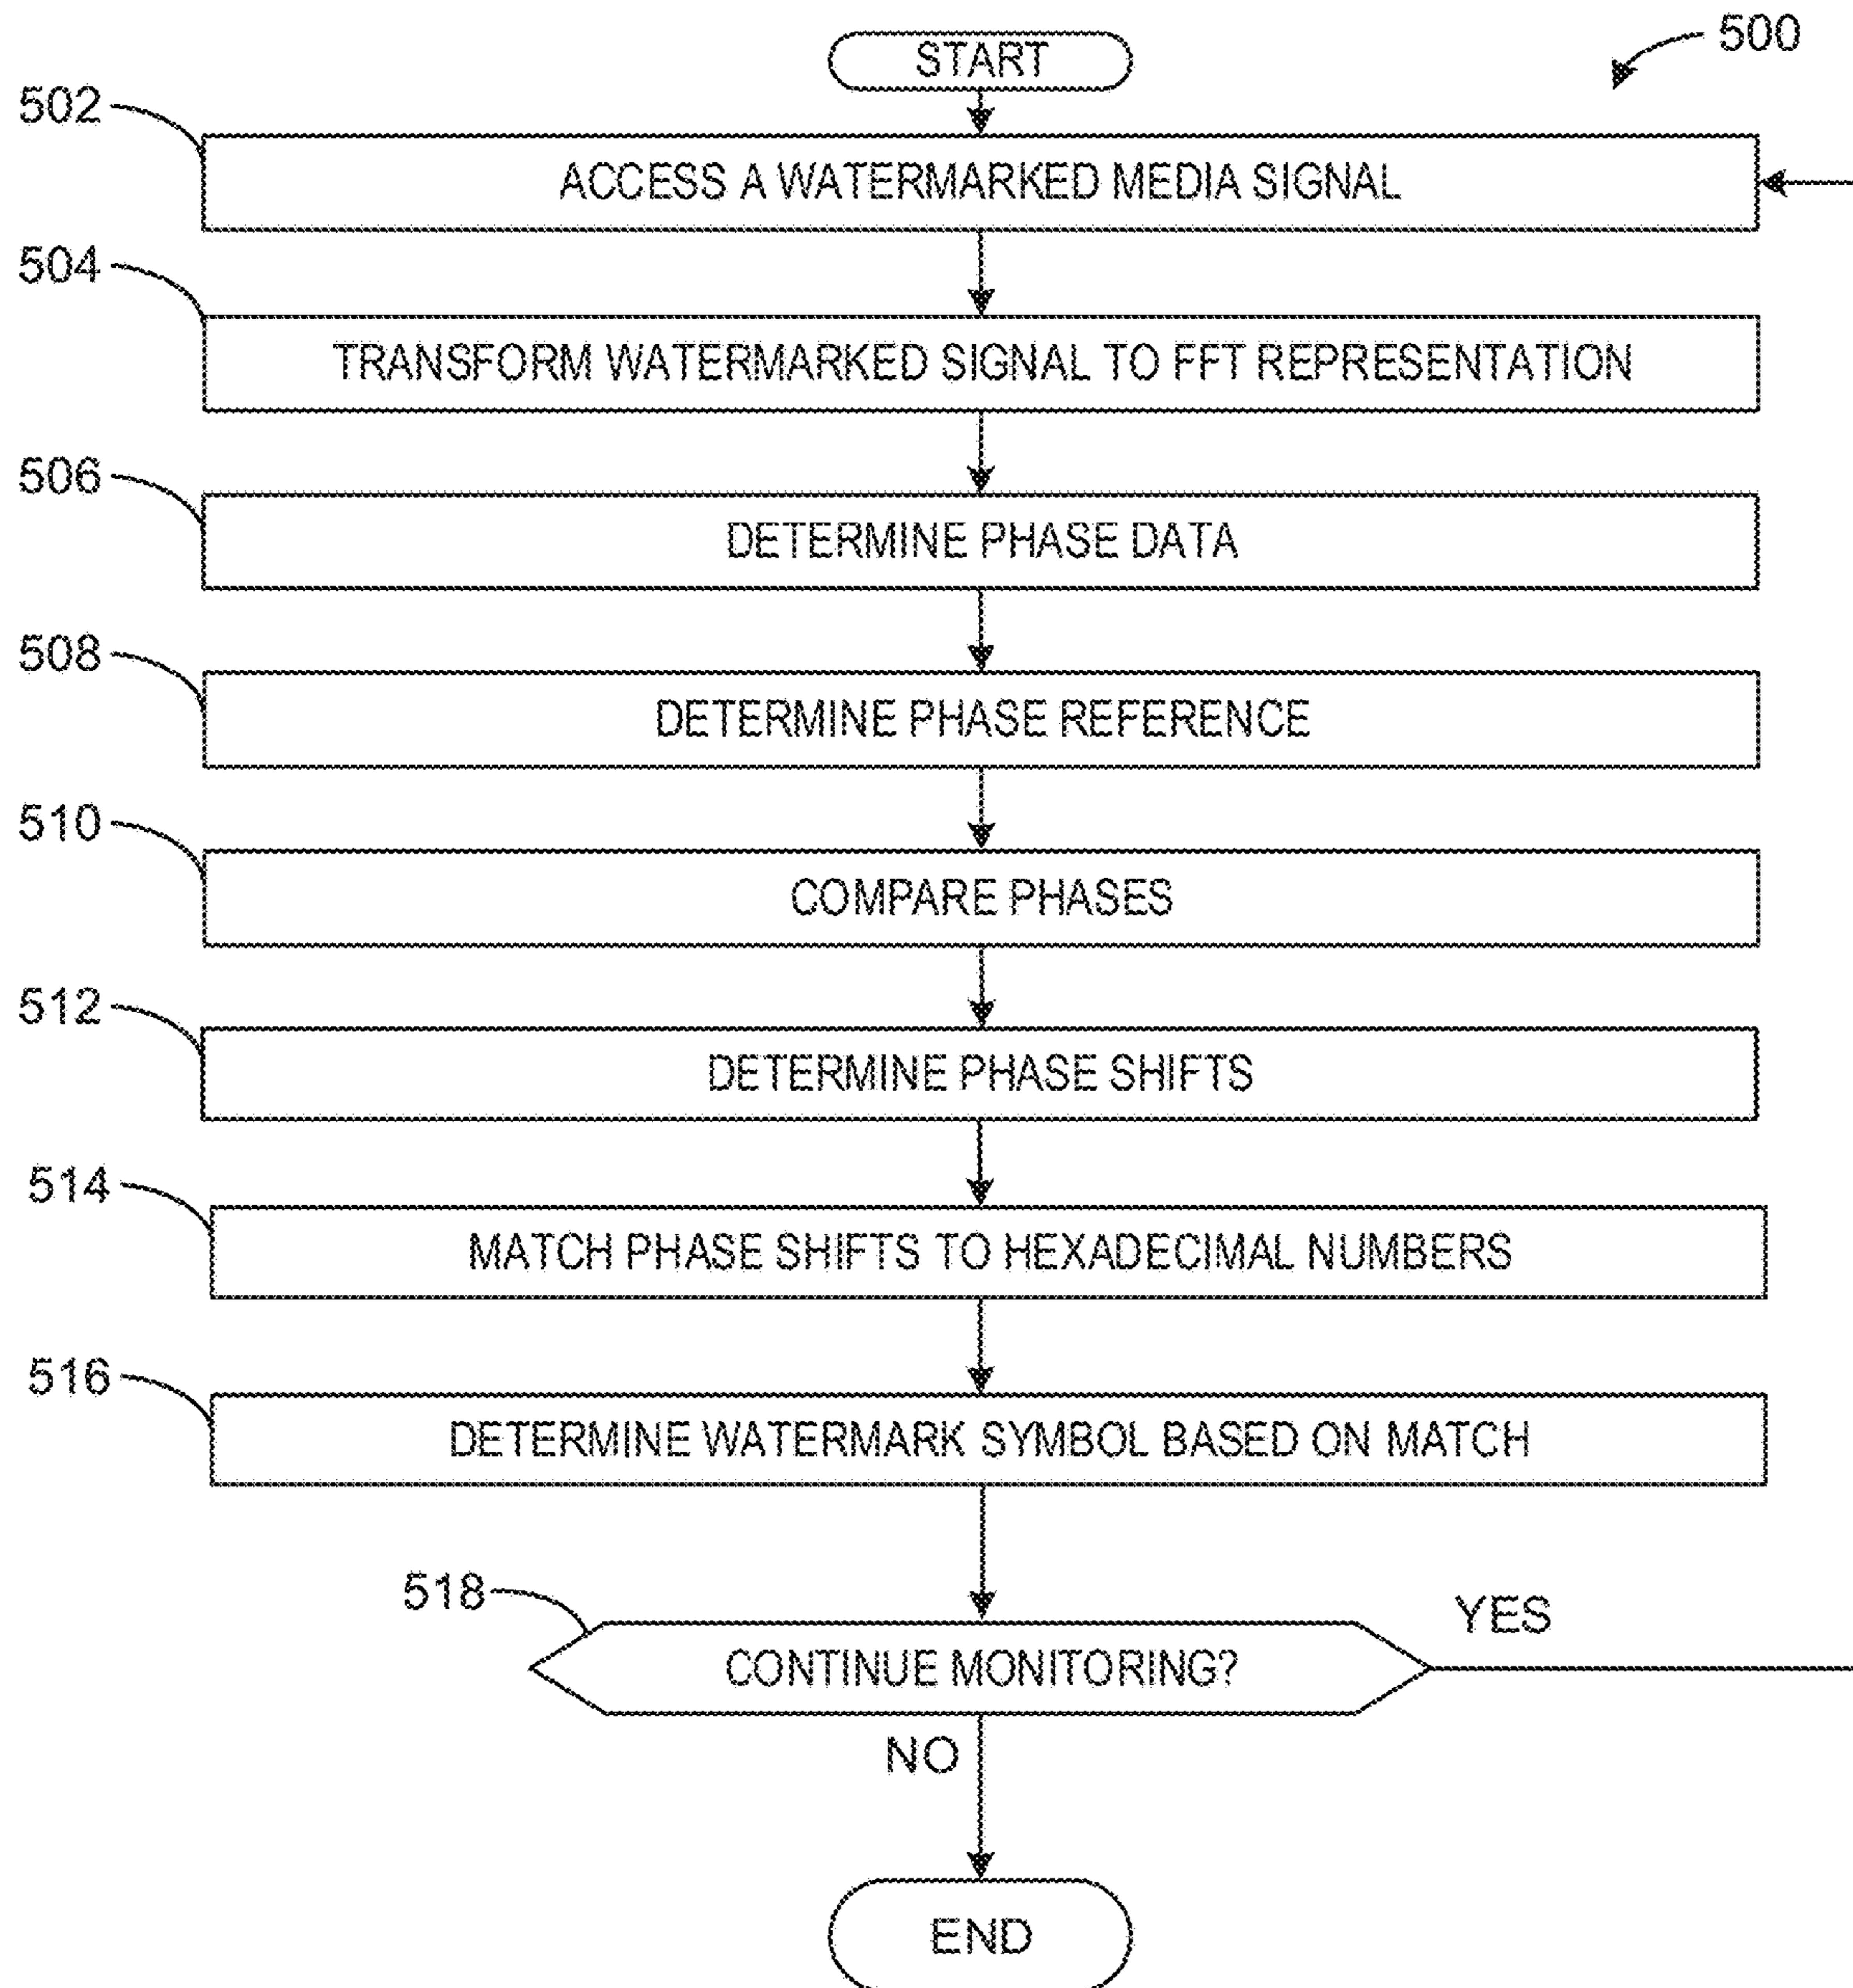 START
500
502
ACCESS A WATERMARKED MEDIA SIGNAL
504
TRANSFORM WATERMARKED SIGNAL TO FFT REPRESENTATION
506
DETERMINE PHASE DATA
508
DETERMINE PHASE REFERENCE
510
COMPARE PHASES
512
DETERMINE PHASE SHIFTS
514
MATCH PHASE SHIFTS TO HEXADECIMAL NUMBERS
516
DETERMINE WATERMARK SYMBOL BASED ON MATCH
518
CONTINUE MONITORING?
YES
NO
END